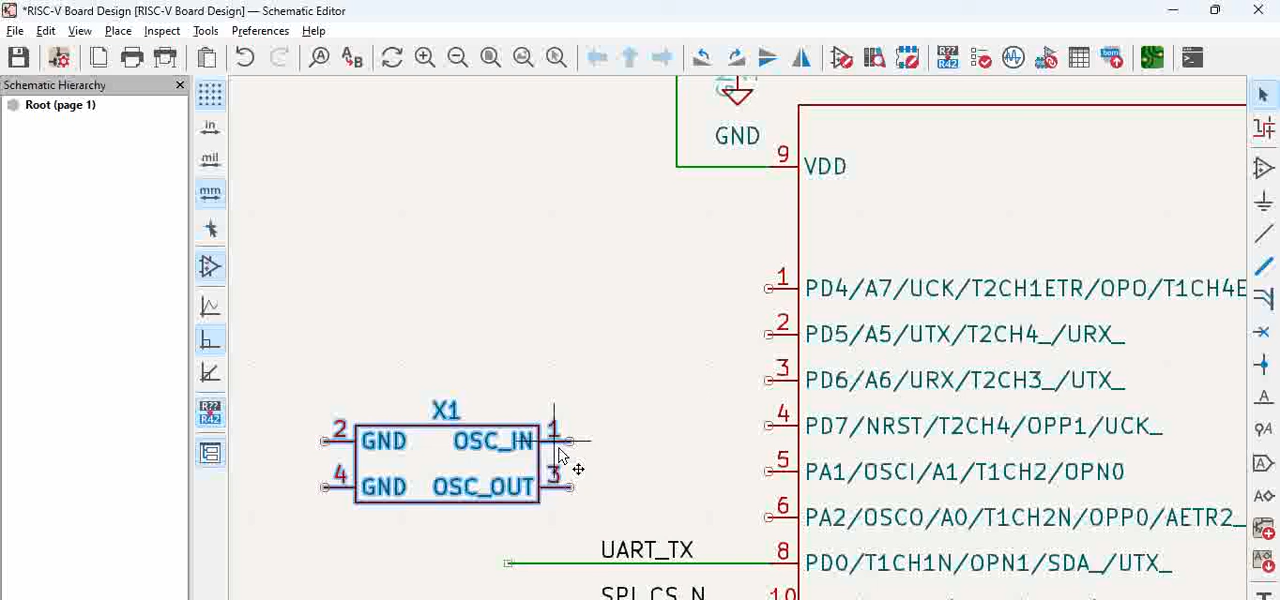 *RISC-V Board Design [RISC-V Board Design] — Schematic Editor
File Edit View Place Inspect Tools Preferences Help
Schematic Hierarchy
Root (page 1)
in
mil
mm
R??
R42
GND
9 VDD
1 PD4/A7/UCK/T2CH1ETR/OPO/T1CH4E
2 PD5/A5/UTX/T2CH4_/URX_
3 PD6/A6/URX/T2CH3_/UTX_
4 PD7/NRST/T2CH4/OPP1/UCK_
5 PA1/OSCI/A1/T1CH2/OPN0
6 PA2/OSCO/A0/T1CH2N/OPP0/AETR2_
8 PD0/T1CH1N/OPN1/SDA_/UTX_
10
X1
2 GND OSC_IN 1
4 GND OSC_OUT 3
UART_TX
SPI_CS_N